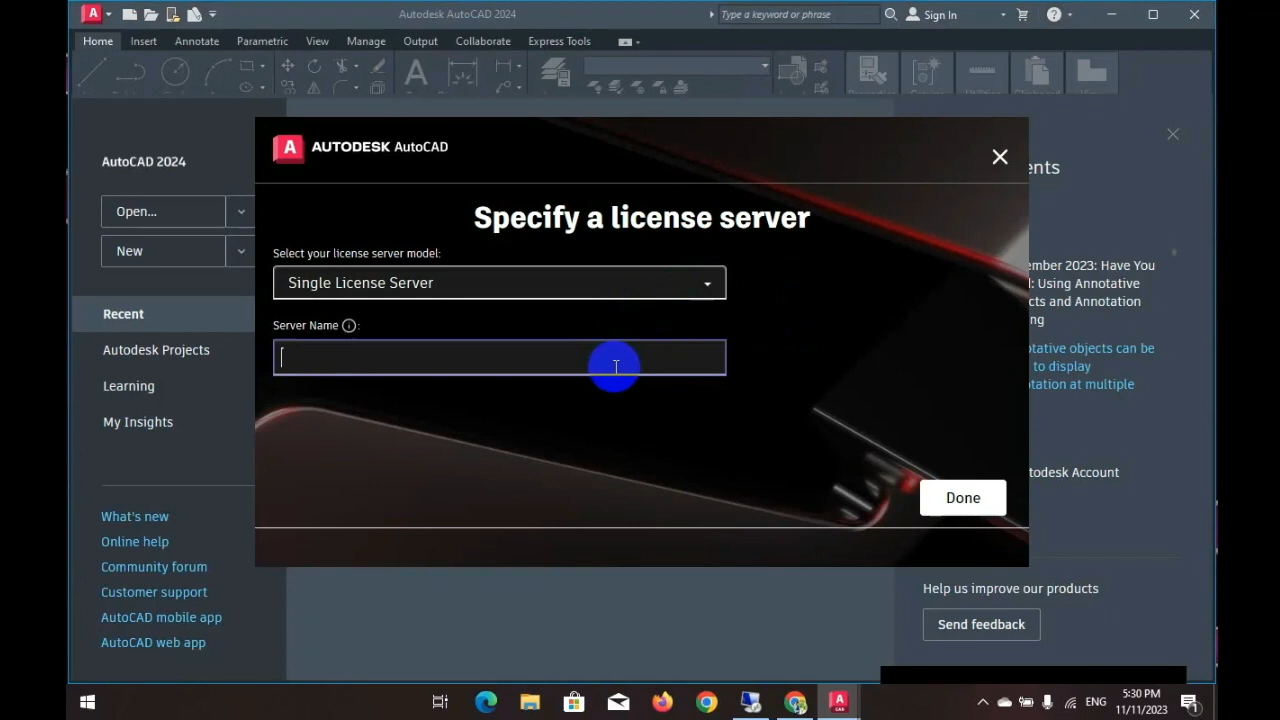 Autodesk AutoCAD 2024
Type a keyword or phrase
Sign In
Home
Insert
Annotate
Parametric
View
Manage
Output
Collaborate
Express Tools
AutoCAD 2024
Open...
New
Recent
Autodesk Projects
Learning
My Insights
What's new
Online help
Community forum
Customer support
AutoCAD mobile app
AutoCAD web app
AUTODESK AutoCAD
Specify a license server
Select your license server model:
Single License Server
Server Name
Done
ents
ember 2023: Have You
: Using Annotative
cts and Annotation
ng
otative objects can be
to display
otation at multiple
todesk Account
Help us improve our products
Send feedback
ENG
5:30 PM
11/11/2023